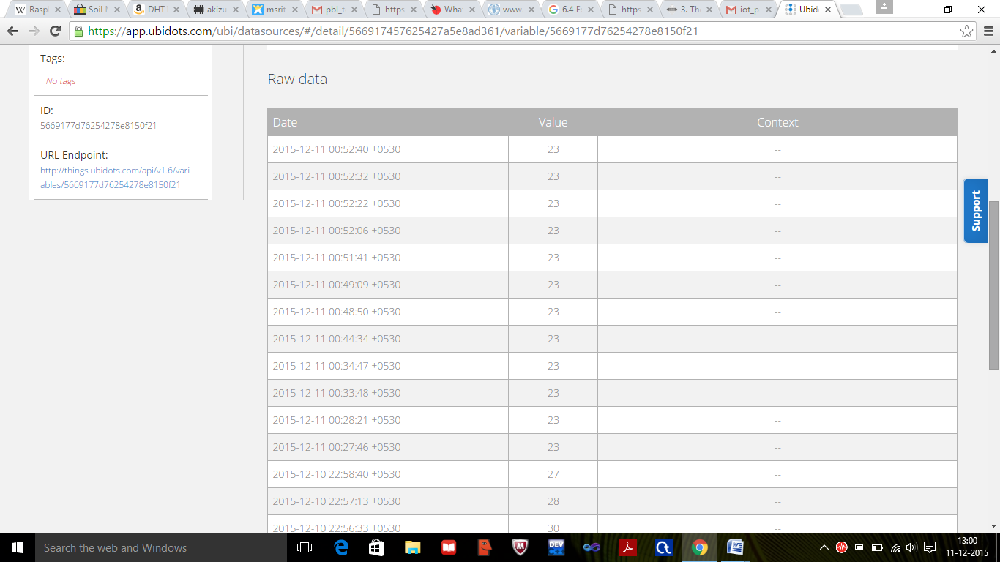 Raspl
Soil M
DHT
akizu
msrit
pbl_t
https
What
www
6.4 E
https
3. The
iot_p
Ubid
https://app.ubidots.com/ubi/datasources/#/detail/566917457625427a5e8ad361/variable/5669177d76254278e8150f21
Tags:
No tags
ID:
5669177d76254278e8150f21
URL Endpoint:
http://things.ubidots.com/api/v1.6/vari
ables/5669177d76254278e8150f21
Raw data
Date Value Context
2015-12-11 00:52:40 +0530 23 --
2015-12-11 00:52:32 +0530 23 --
2015-12-11 00:52:22 +0530 23 --
2015-12-11 00:52:06 +0530 23 --
2015-12-11 00:51:41 +0530 23 --
2015-12-11 00:49:09 +0530 23 --
2015-12-11 00:48:50 +0530 23 --
2015-12-11 00:44:34 +0530 23 --
2015-12-11 00:34:47 +0530 23 --
2015-12-11 00:33:48 +0530 23 --
2015-12-11 00:28:21 +0530 23 --
2015-12-11 00:27:46 +0530 23 --
2015-12-10 22:58:40 +0530 27 --
2015-12-10 22:57:13 +0530 28 --
2015-12-10 22:56:33 +0530 30 --
Support
Search the web and Windows
DEV
13:00
11-12-2015